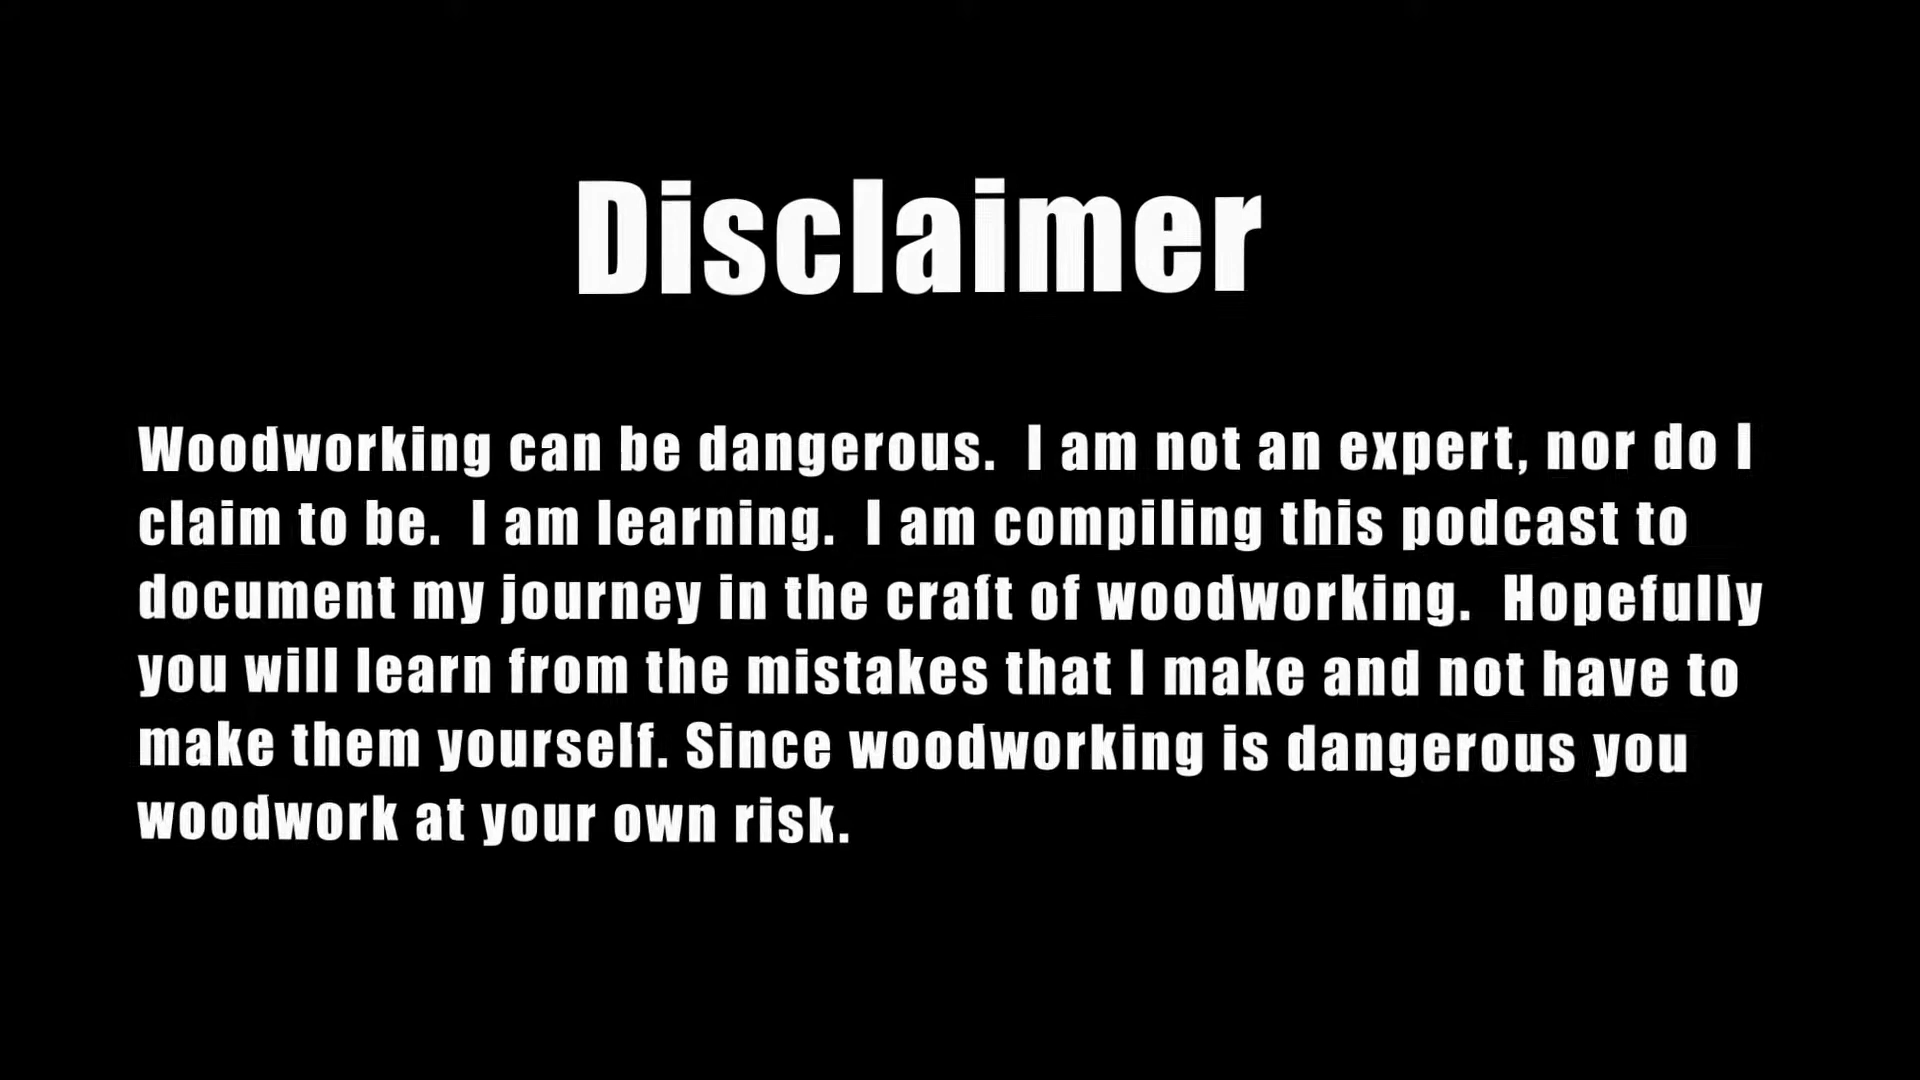 Disclaimer
Woodworking can be dangerous.  I am not an expert, nor do I
claim to be.  I am learning.  I am compiling this podcast to
document my journey in the craft of woodworking.  Hopefully
you will learn from the mistakes that I make and not have to
make them yourself. Since woodworking is dangerous you
woodwork at your own risk.